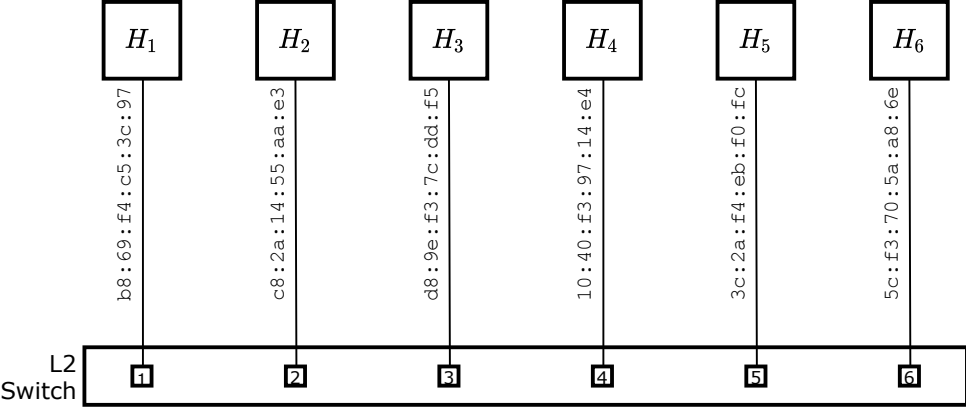 H₁ H₂ H₃ H₄ H₅ H₆
b8:69:f4:c5:3c:97
c8:2a:14:55:aa:e3
d8:9e:f3:7c:dd:f5
10:40:f3:97:14:e4
3c:2a:f4:eb:f0:fc
5c:f3:70:5a:a8:6e
L2
Switch
1 2 3 4 5 6